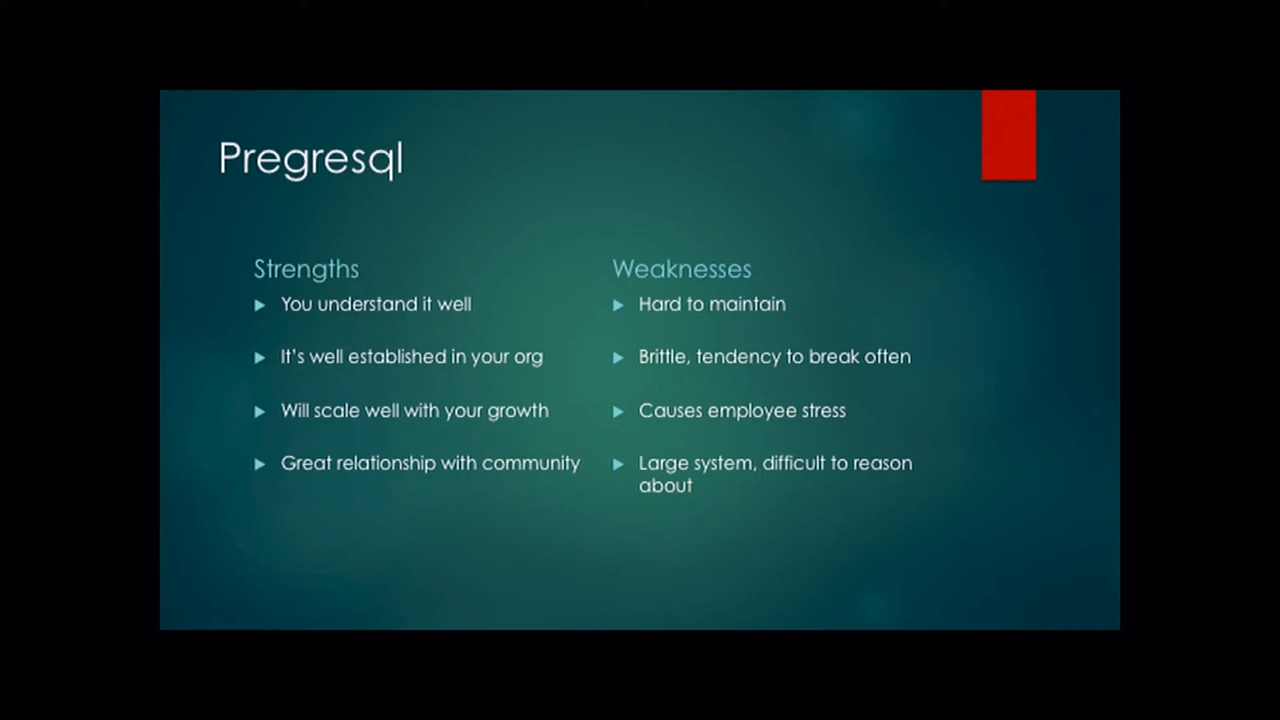 Pregresql
Strengths
You understand it well
It's well established in your org
Will scale well with your growth
Great relationship with community
Weaknesses
Hard to maintain
Brittle, tendency to break often
Causes employee stress
Large system, difficult to reason
about